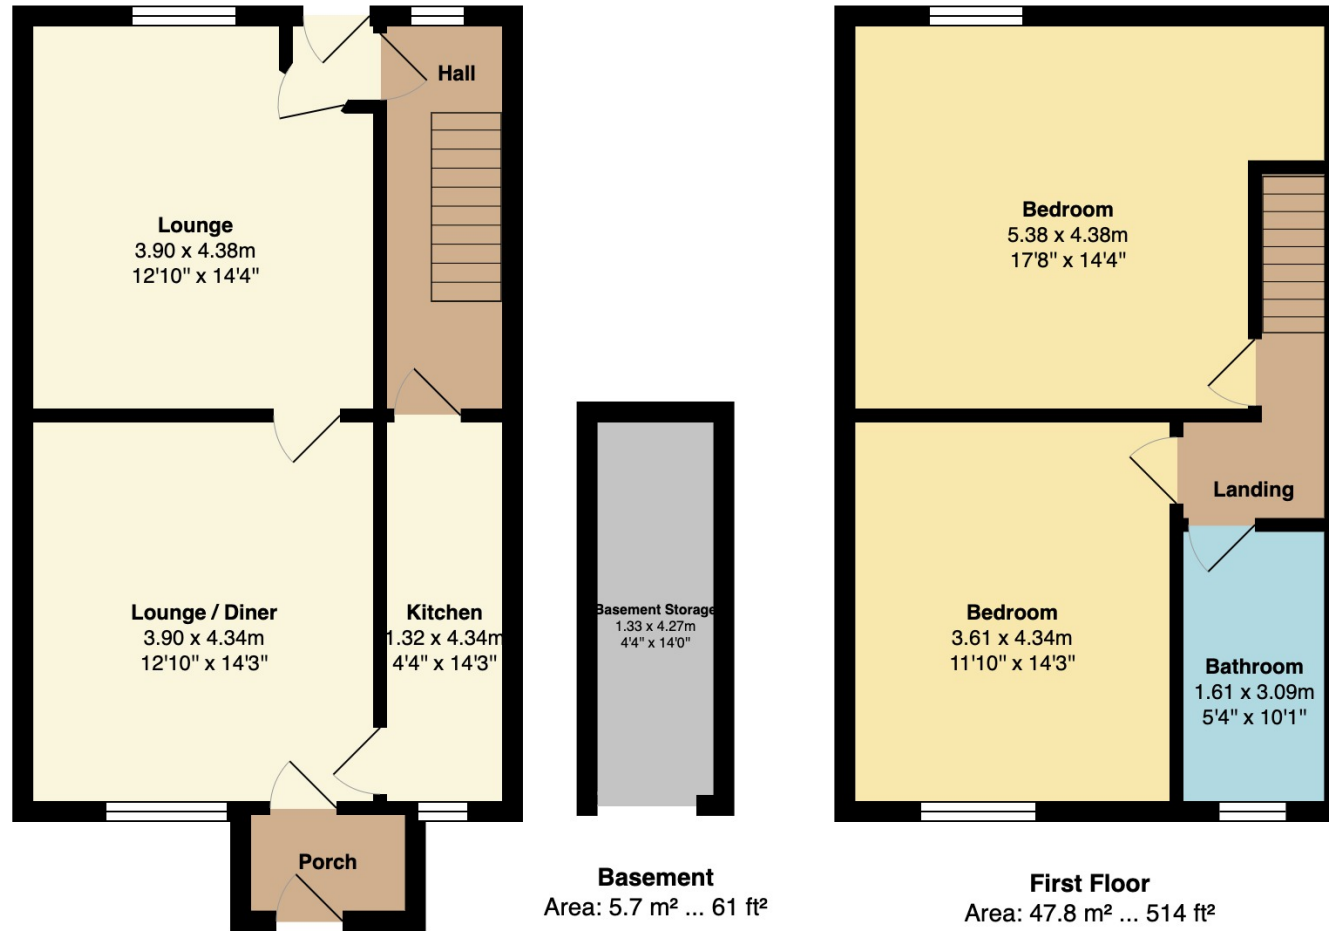 Hall
Lounge
3.90 x 4.38m
12'10" x 14'4"
Lounge / Diner
3.90 x 4.34m
12'10" x 14'3"
Kitchen
1.32 x 4.34m
4'4" x 14'3"
Porch
Basement Storage
1.33 x 4.27m
4'4" x 14'0"
Basement
Area: 5.7 m² ... 61 ft²
Bedroom
5.38 x 4.38m
17'8" x 14'4"
Landing
Bedroom
3.61 x 4.34m
11'10" x 14'3"
Bathroom
1.61 x 3.09m
5'4" x 10'1"
First Floor
Area: 47.8 m² ... 514 ft²